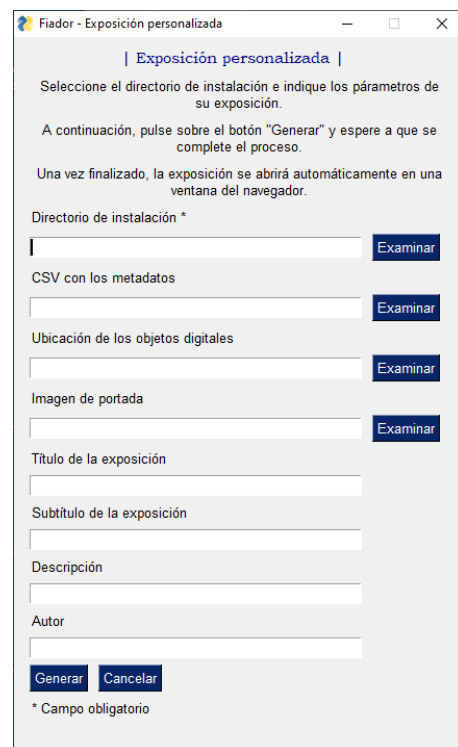 Fiador - Exposición personalizada
| Exposición personalizada |
Seleccione el directorio de instalación e indique los párametros de
su exposición.
A continuación, pulse sobre el botón "Generar" y espere a que se
complete el proceso.
Una vez finalizado, la exposición se abrirá automáticamente en una
ventana del navegador.
Directorio de instalación *
Examinar
CSV con los metadatos
Examinar
Ubicación de los objetos digitales
Examinar
Imagen de portada
Examinar
Título de la exposición
Subtítulo de la exposición
Descripción
Autor
Generar Cancelar
* Campo obligatorio